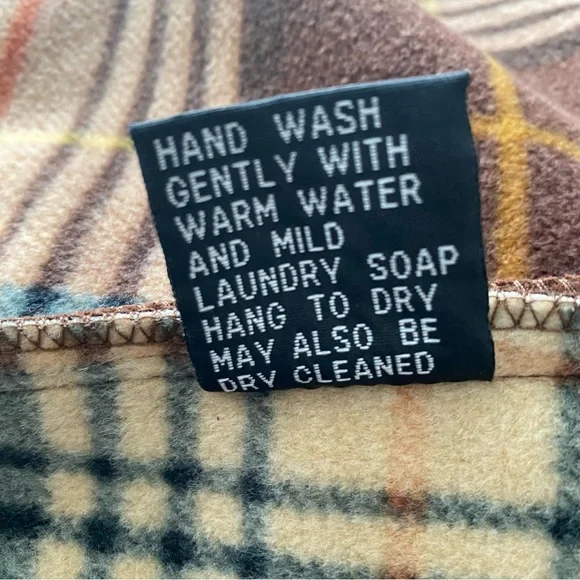 HAND WASH
GENTLY WITH
WARM WATER
AND MILD
LAUNDRY SOAP
HANG TO DRY
MAY ALSO BE
DRY CLEANED